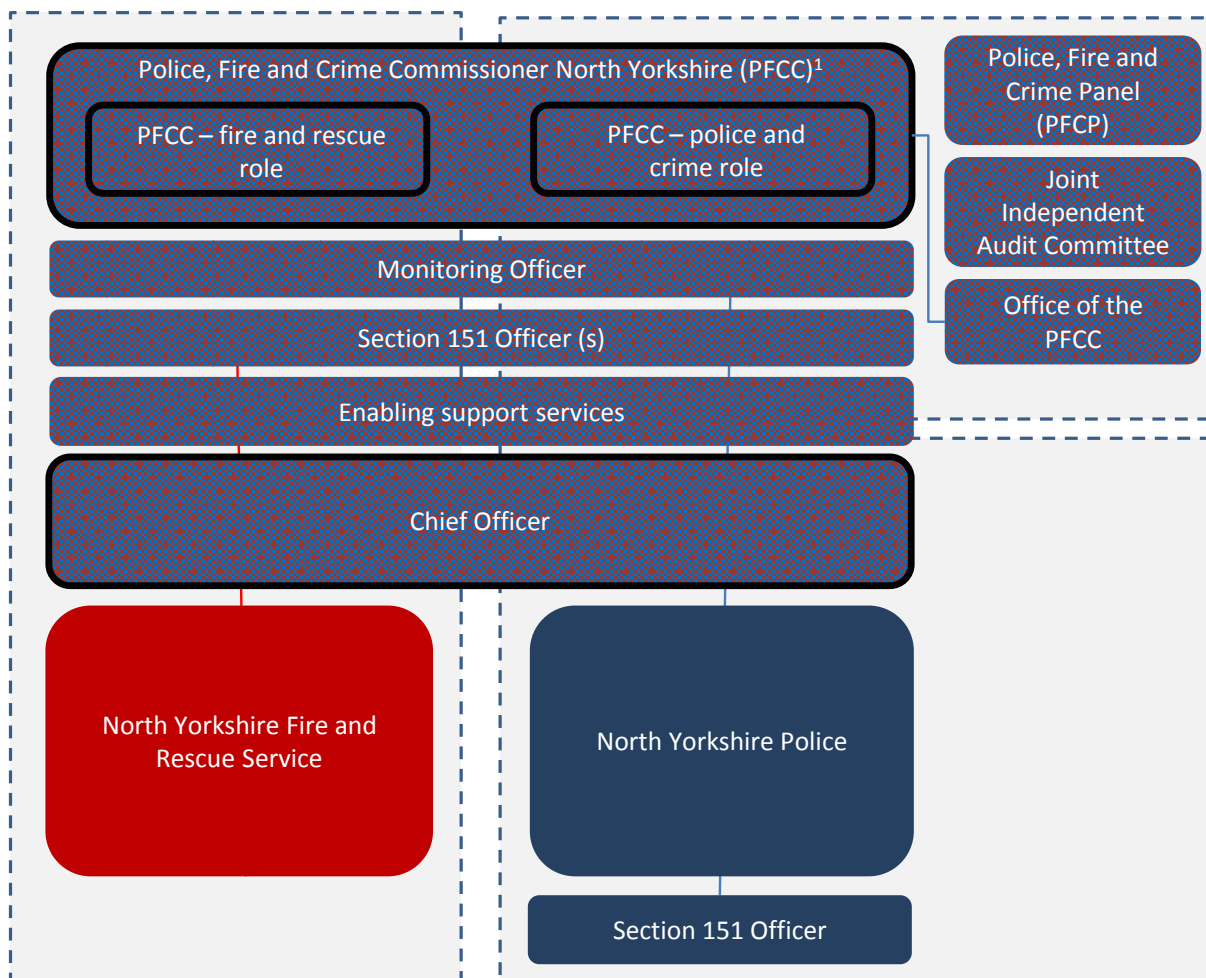 Police, Fire and Crime Commissioner North Yorkshire (PFCC)¹
PFCC – fire and rescue
role
PFCC – police and
crime role
Police, Fire and
Crime Panel
(PFCP)
Joint
Independent
Audit Committee
Office of the
PFCC
Monitoring Officer
Section 151 Officer (s)
Enabling support services
Chief Officer
North Yorkshire Fire and
Rescue Service
North Yorkshire Police
Section 151 Officer